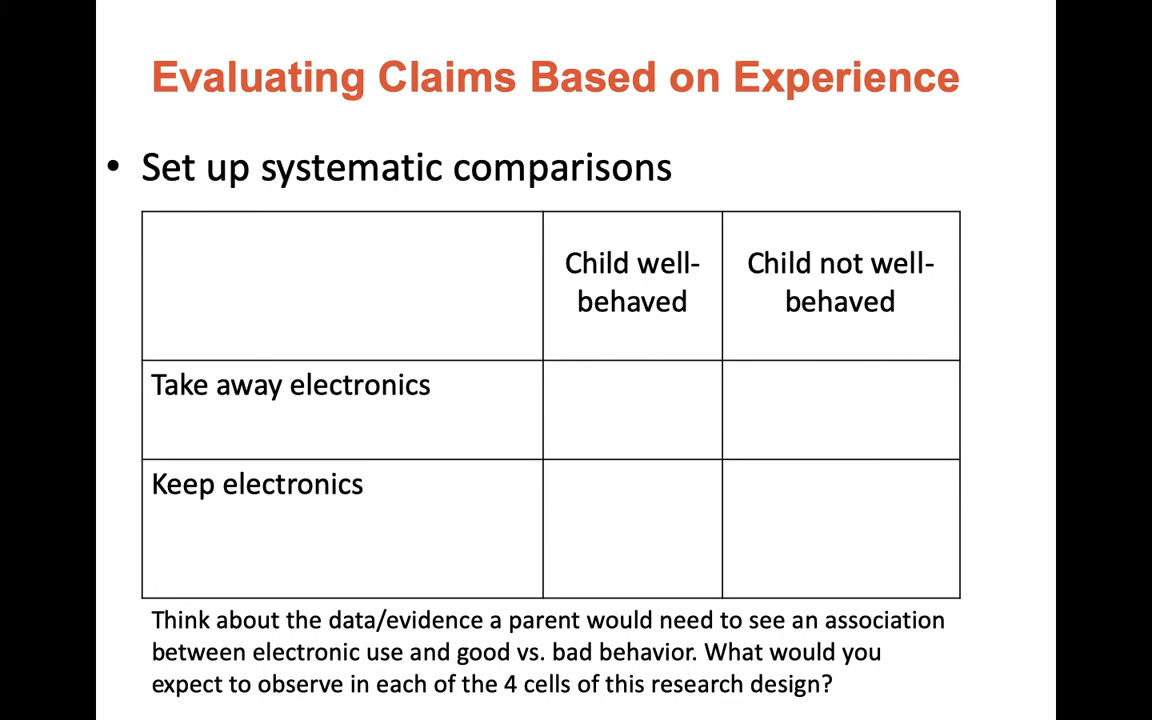 Evaluating Claims Based on Experience
• Set up systematic comparisons
Child well-
behaved
Child not well-
behaved
Take away electronics
Keep electronics
Think about the data/evidence a parent would need to see an association
between electronic use and good vs. bad behavior. What would you
expect to observe in each of the 4 cells of this research design?